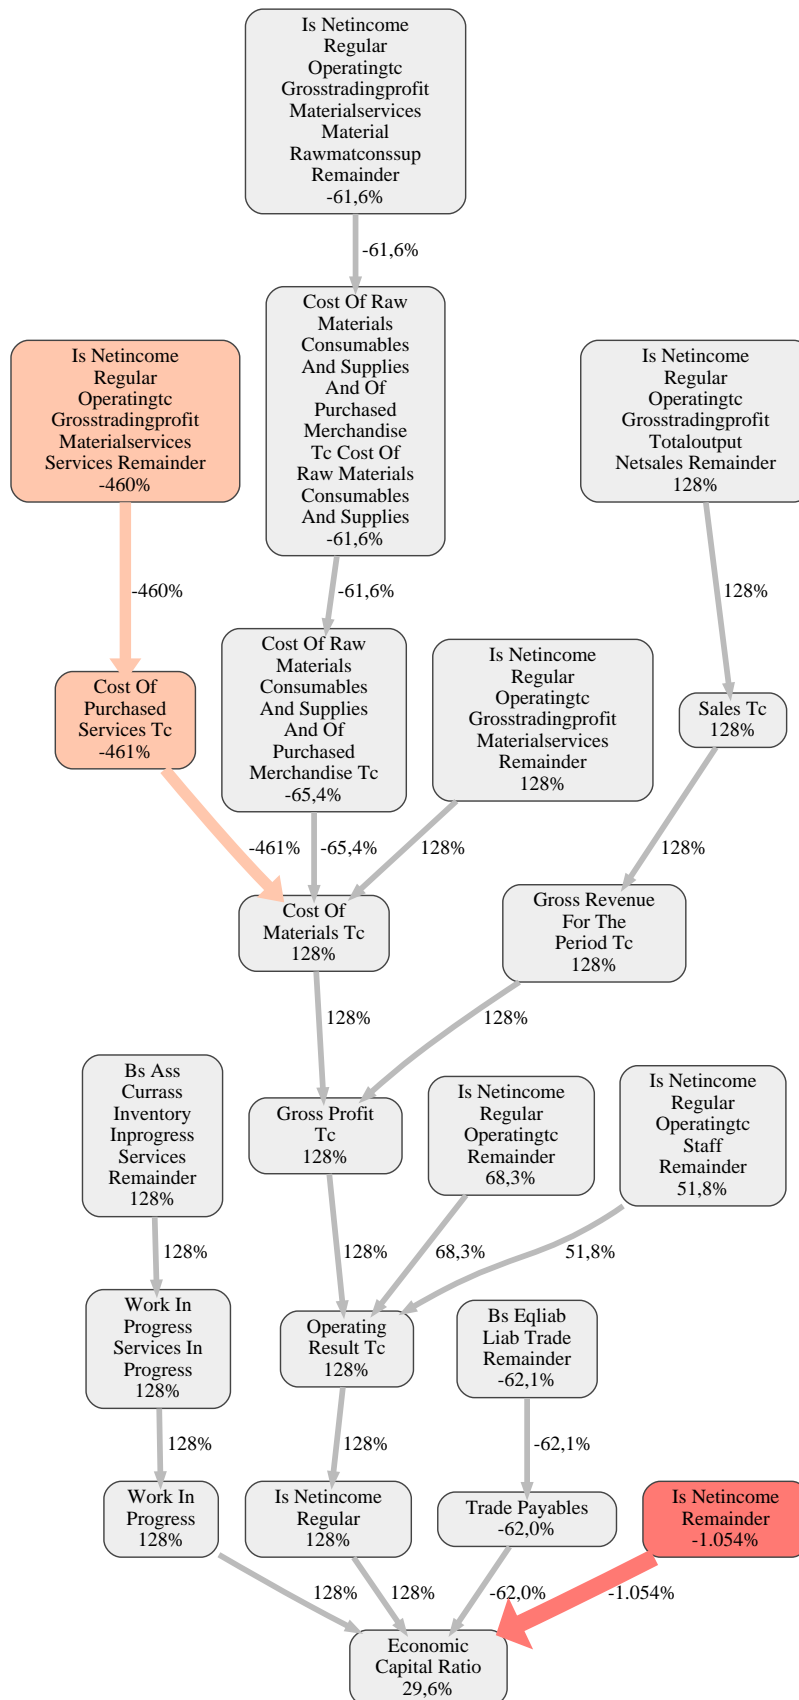 Is Netincome
Regular
Operatingtc
Grosstradingprofit
Materialservices
Material
Rawmatconssup
Remainder
-61,6%
-61,6%
Cost Of Raw
Materials
Consumables
And Supplies
And Of
Purchased
Merchandise
Tc Cost Of
Raw Materials
Consumables
And Supplies
-61,6%
Is Netincome
Regular
Operatingtc
Grosstradingprofit
Materialservices
Services Remainder
-460%
Is Netincome
Regular
Operatingtc
Grosstradingprofit
Totaloutput
Netsales Remainder
128%
-460%
-61,6%
128%
Cost Of
Purchased
Services Tc
-461%
Cost Of Raw
Materials
Consumables
And Supplies
And Of
Purchased
Merchandise Tc
-65,4%
Is Netincome
Regular
Operatingtc
Grosstradingprofit
Materialservices
Remainder
128%
Sales Tc
128%
-461%
-65,4%
128%
128%
Cost Of
Materials Tc
128%
Gross Revenue
For The
Period Tc
128%
128%
128%
Bs Ass
Currass
Inventory
Inprogress
Services
Remainder
128%
Gross Profit
Tc
128%
Is Netincome
Regular
Operatingtc
Remainder
68,3%
Is Netincome
Regular
Operatingtc
Staff
Remainder
51,8%
128%
128%
68,3%
51,8%
Work In
Progress
Services In
Progress
128%
Operating
Result Tc
128%
Bs Eqliab
Liab Trade
Remainder
-62,1%
128%
128%
-62,1%
Work In
Progress
128%
Is Netincome
Regular
128%
Trade Payables
-62,0%
Is Netincome
Remainder
-1.054%
128%
128%
-62,0%
-1.054%
Economic
Capital Ratio
29,6%